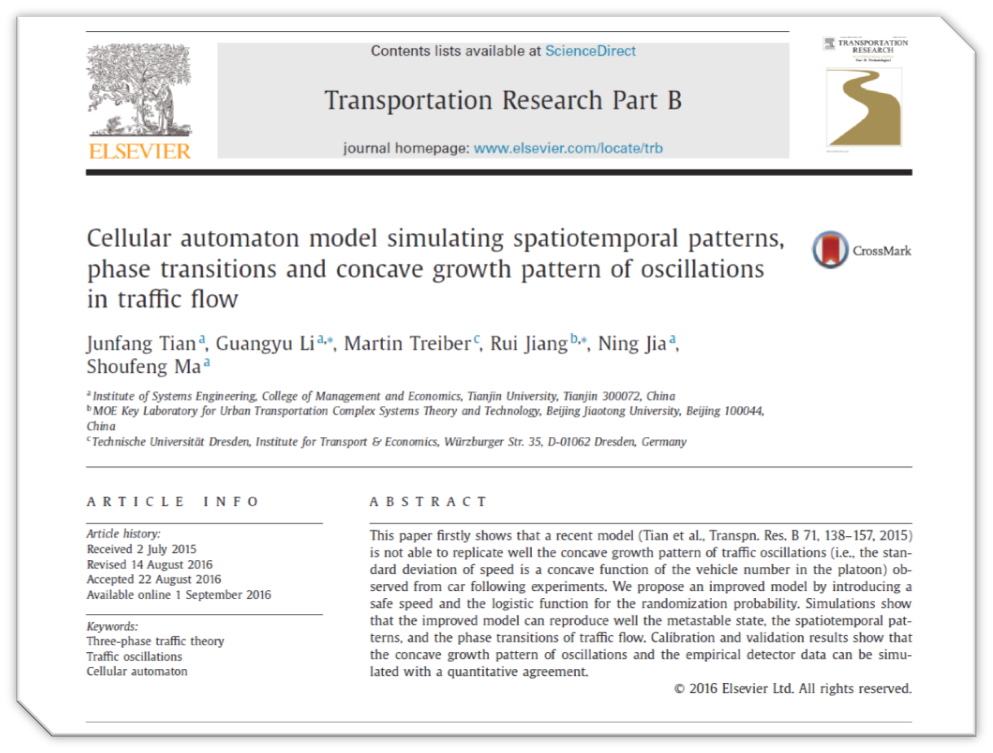 Contents lists available at ScienceDirect
Transportation Research Part B
journal homepage: www.elsevier.com/locate/trb
ELSEVIER
TRANSPORTATION
RESEARCH
Cellular automaton model simulating spatiotemporal patterns,
phase transitions and concave growth pattern of oscillations
in traffic flow
CrossMark
Junfang Tian a, Guangyu Li a,*, Martin Treiber c, Rui Jiang b,*, Ning Jia a,
Shoufeng Ma a
a Institute of Systems Engineering, College of Management and Economics, Tianjin University, Tianjin 300072, China
b MOE Key Laboratory for Urban Transportation Complex Systems Theory and Technology, Beijing Jiaotong University, Beijing 100044,
China
c Technische Universität Dresden, Institute for Transport & Economics, Würzburger Str. 35, D-01062 Dresden, Germany
ARTICLE INFO
Article history:
Received 2 July 2015
Revised 14 August 2016
Accepted 22 August 2016
Available online 1 September 2016
Keywords:
Three-phase traffic theory
Traffic oscillations
Cellular automaton
ABSTRACT
This paper firstly shows that a recent model (Tian et al., Transpn. Res. B 71, 138–157, 2015)
is not able to replicate well the concave growth pattern of traffic oscillations (i.e., the stan-
dard deviation of speed is a concave function of the vehicle number in the platoon) ob-
served from car following experiments. We propose an improved model by introducing a
safe speed and the logistic function for the randomization probability. Simulations show
that the improved model can reproduce well the metastable state, the spatiotemporal pat-
terns, and the phase transitions of traffic flow. Calibration and validation results show that
the concave growth pattern of oscillations and the empirical detector data can be simu-
lated with a quantitative agreement.
© 2016 Elsevier Ltd. All rights reserved.